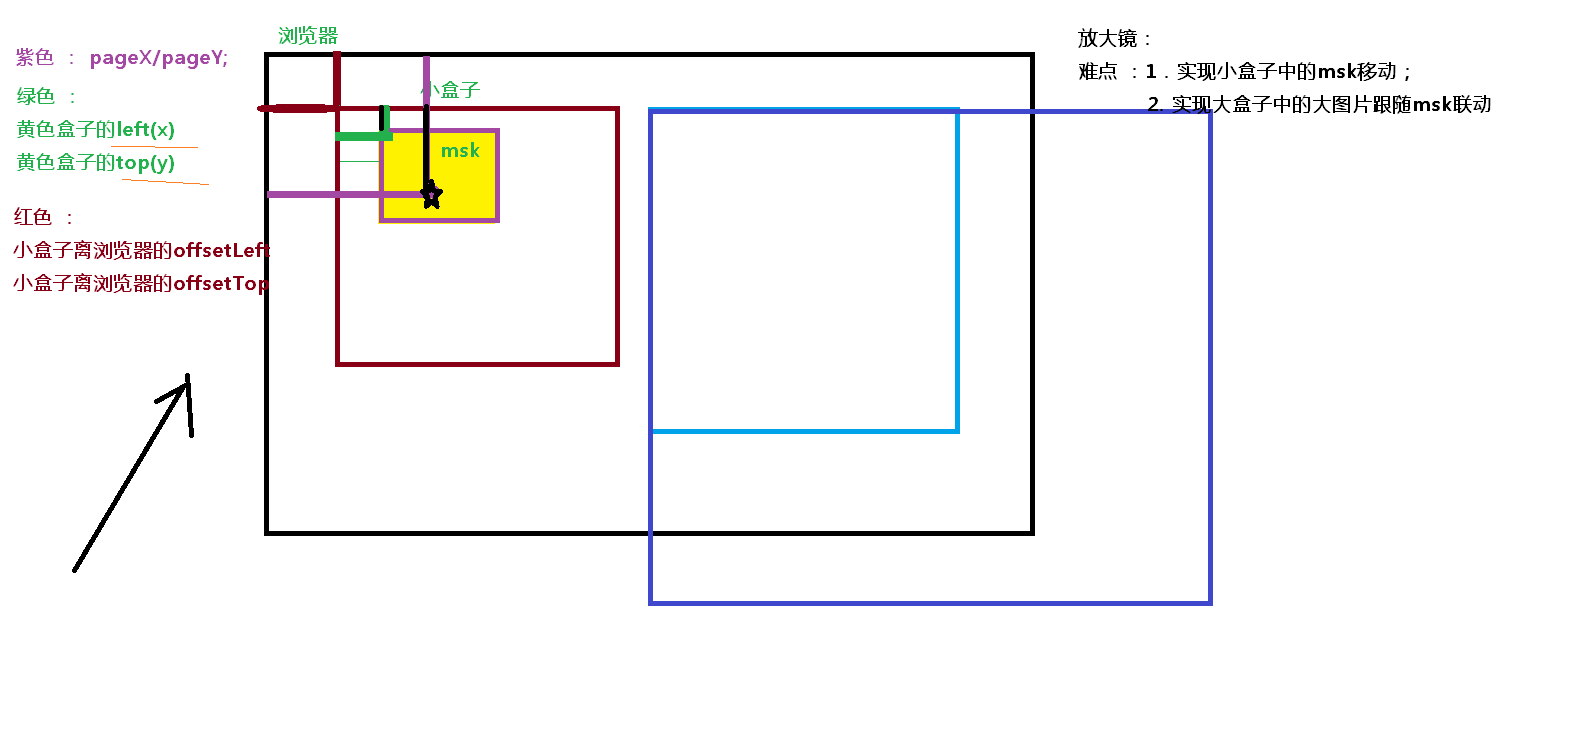 浏览器
紫色 ： pageX/pageY;
绿色 ：
黄色盒子的left(x)
黄色盒子的top(y)
红色 ：
小盒子离浏览器的offsetLeft
小盒子离浏览器的offsetTop
小盒子
msk
放大镜：
难点 ：1 . 实现小盒子中的msk移动；
2. 实现大盒子中的大图片跟随msk联动